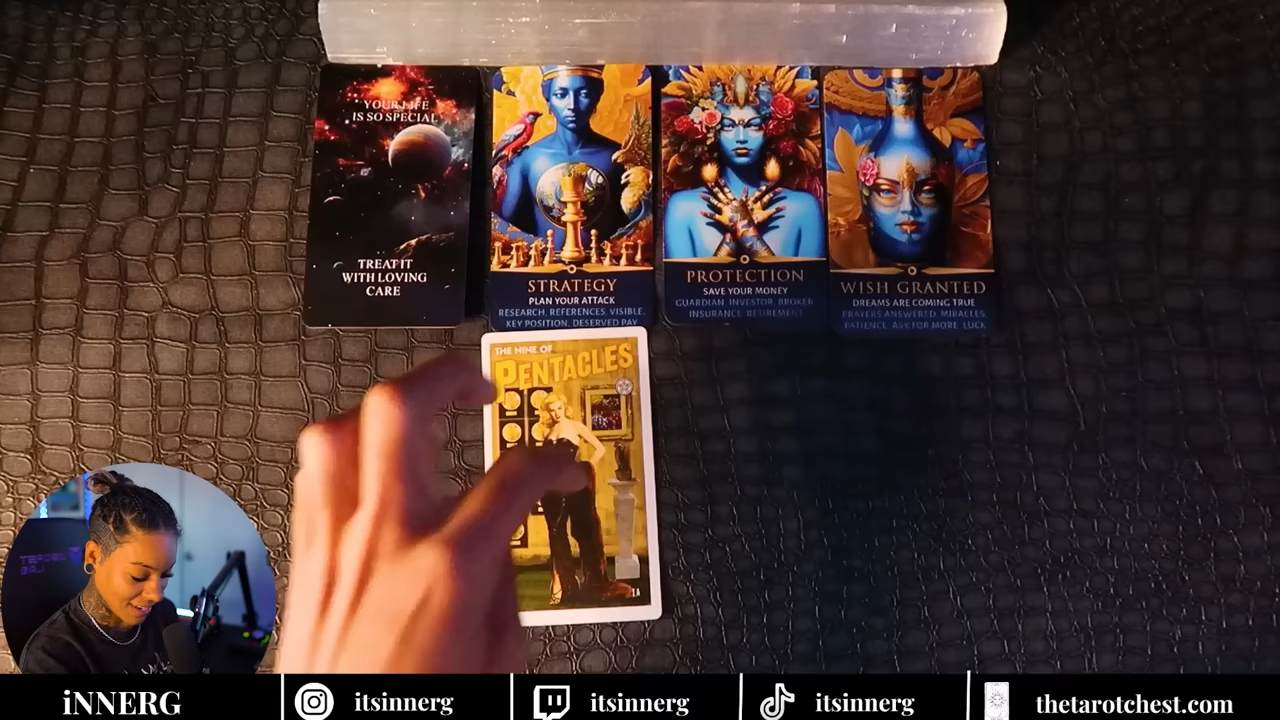 YOUR LIFE
IS SO SPECIAL
TREAT IT
WITH LOVING
CARE
STRATEGY
PLAN YOUR ATTACK
RESEARCH, REFERENCES, VISIBLE,
KEY POSITION, DESERVED PAY
PROTECTION
SAVE YOUR MONEY
GUARDIAN, INVESTOR, BROKER
INSURANCE, RETIREMENT
WISH GRANTED
DREAMS ARE COMING TRUE
PRAYERS ANSWERED, MIRACLES,
PATIENCE, ASK FOR MORE, LUCK
THE NINE OF
PENTACLES
iNNERG
itsinnerg
itsinnerg
itsinnerg
thetarotchest.com